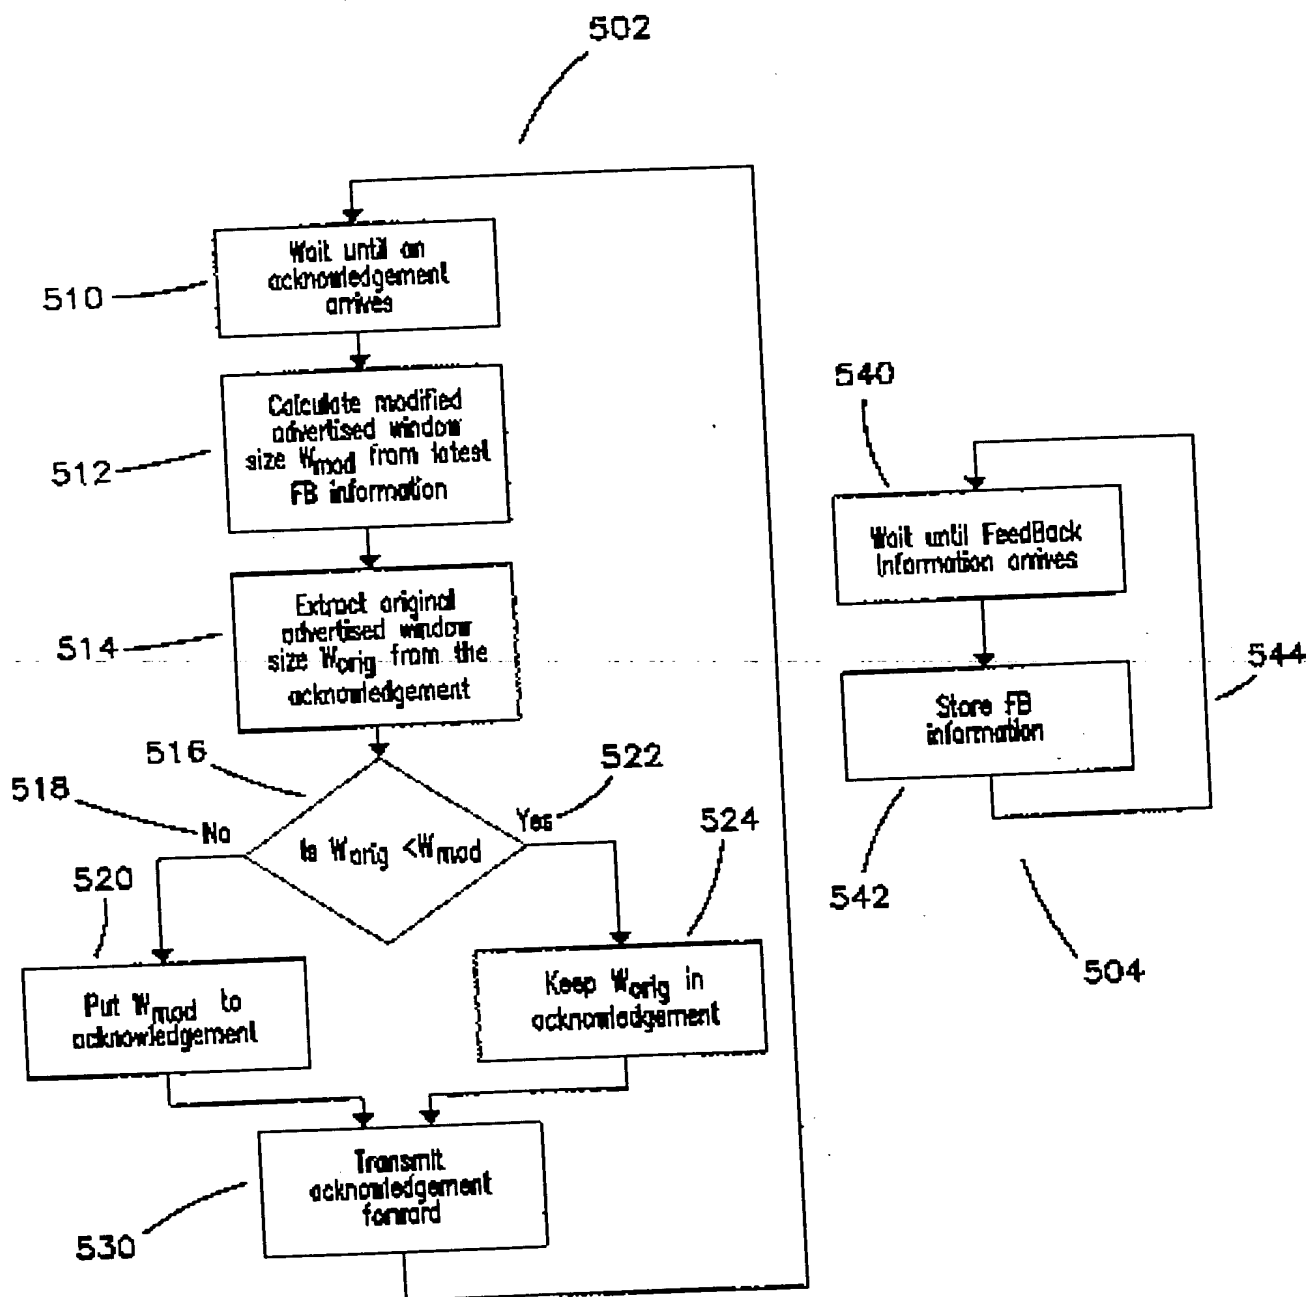 502
Wait until an
acknowledgement
arrives
510
Calculate modified
advertised window
size Wmod from latest
FB information
512
Extract original
advertised window
size Worig from the
acknowledgement
514
516
518
No
Is Worig <Wmod
Yes
522
520
Put Wmod to
acknowledgement
524
Keep Worig in
acknowledgement
Transmit
acknowledgement
forward
530
540
Wait until FeedBack
Information arrives
Store FB
information
544
542
504